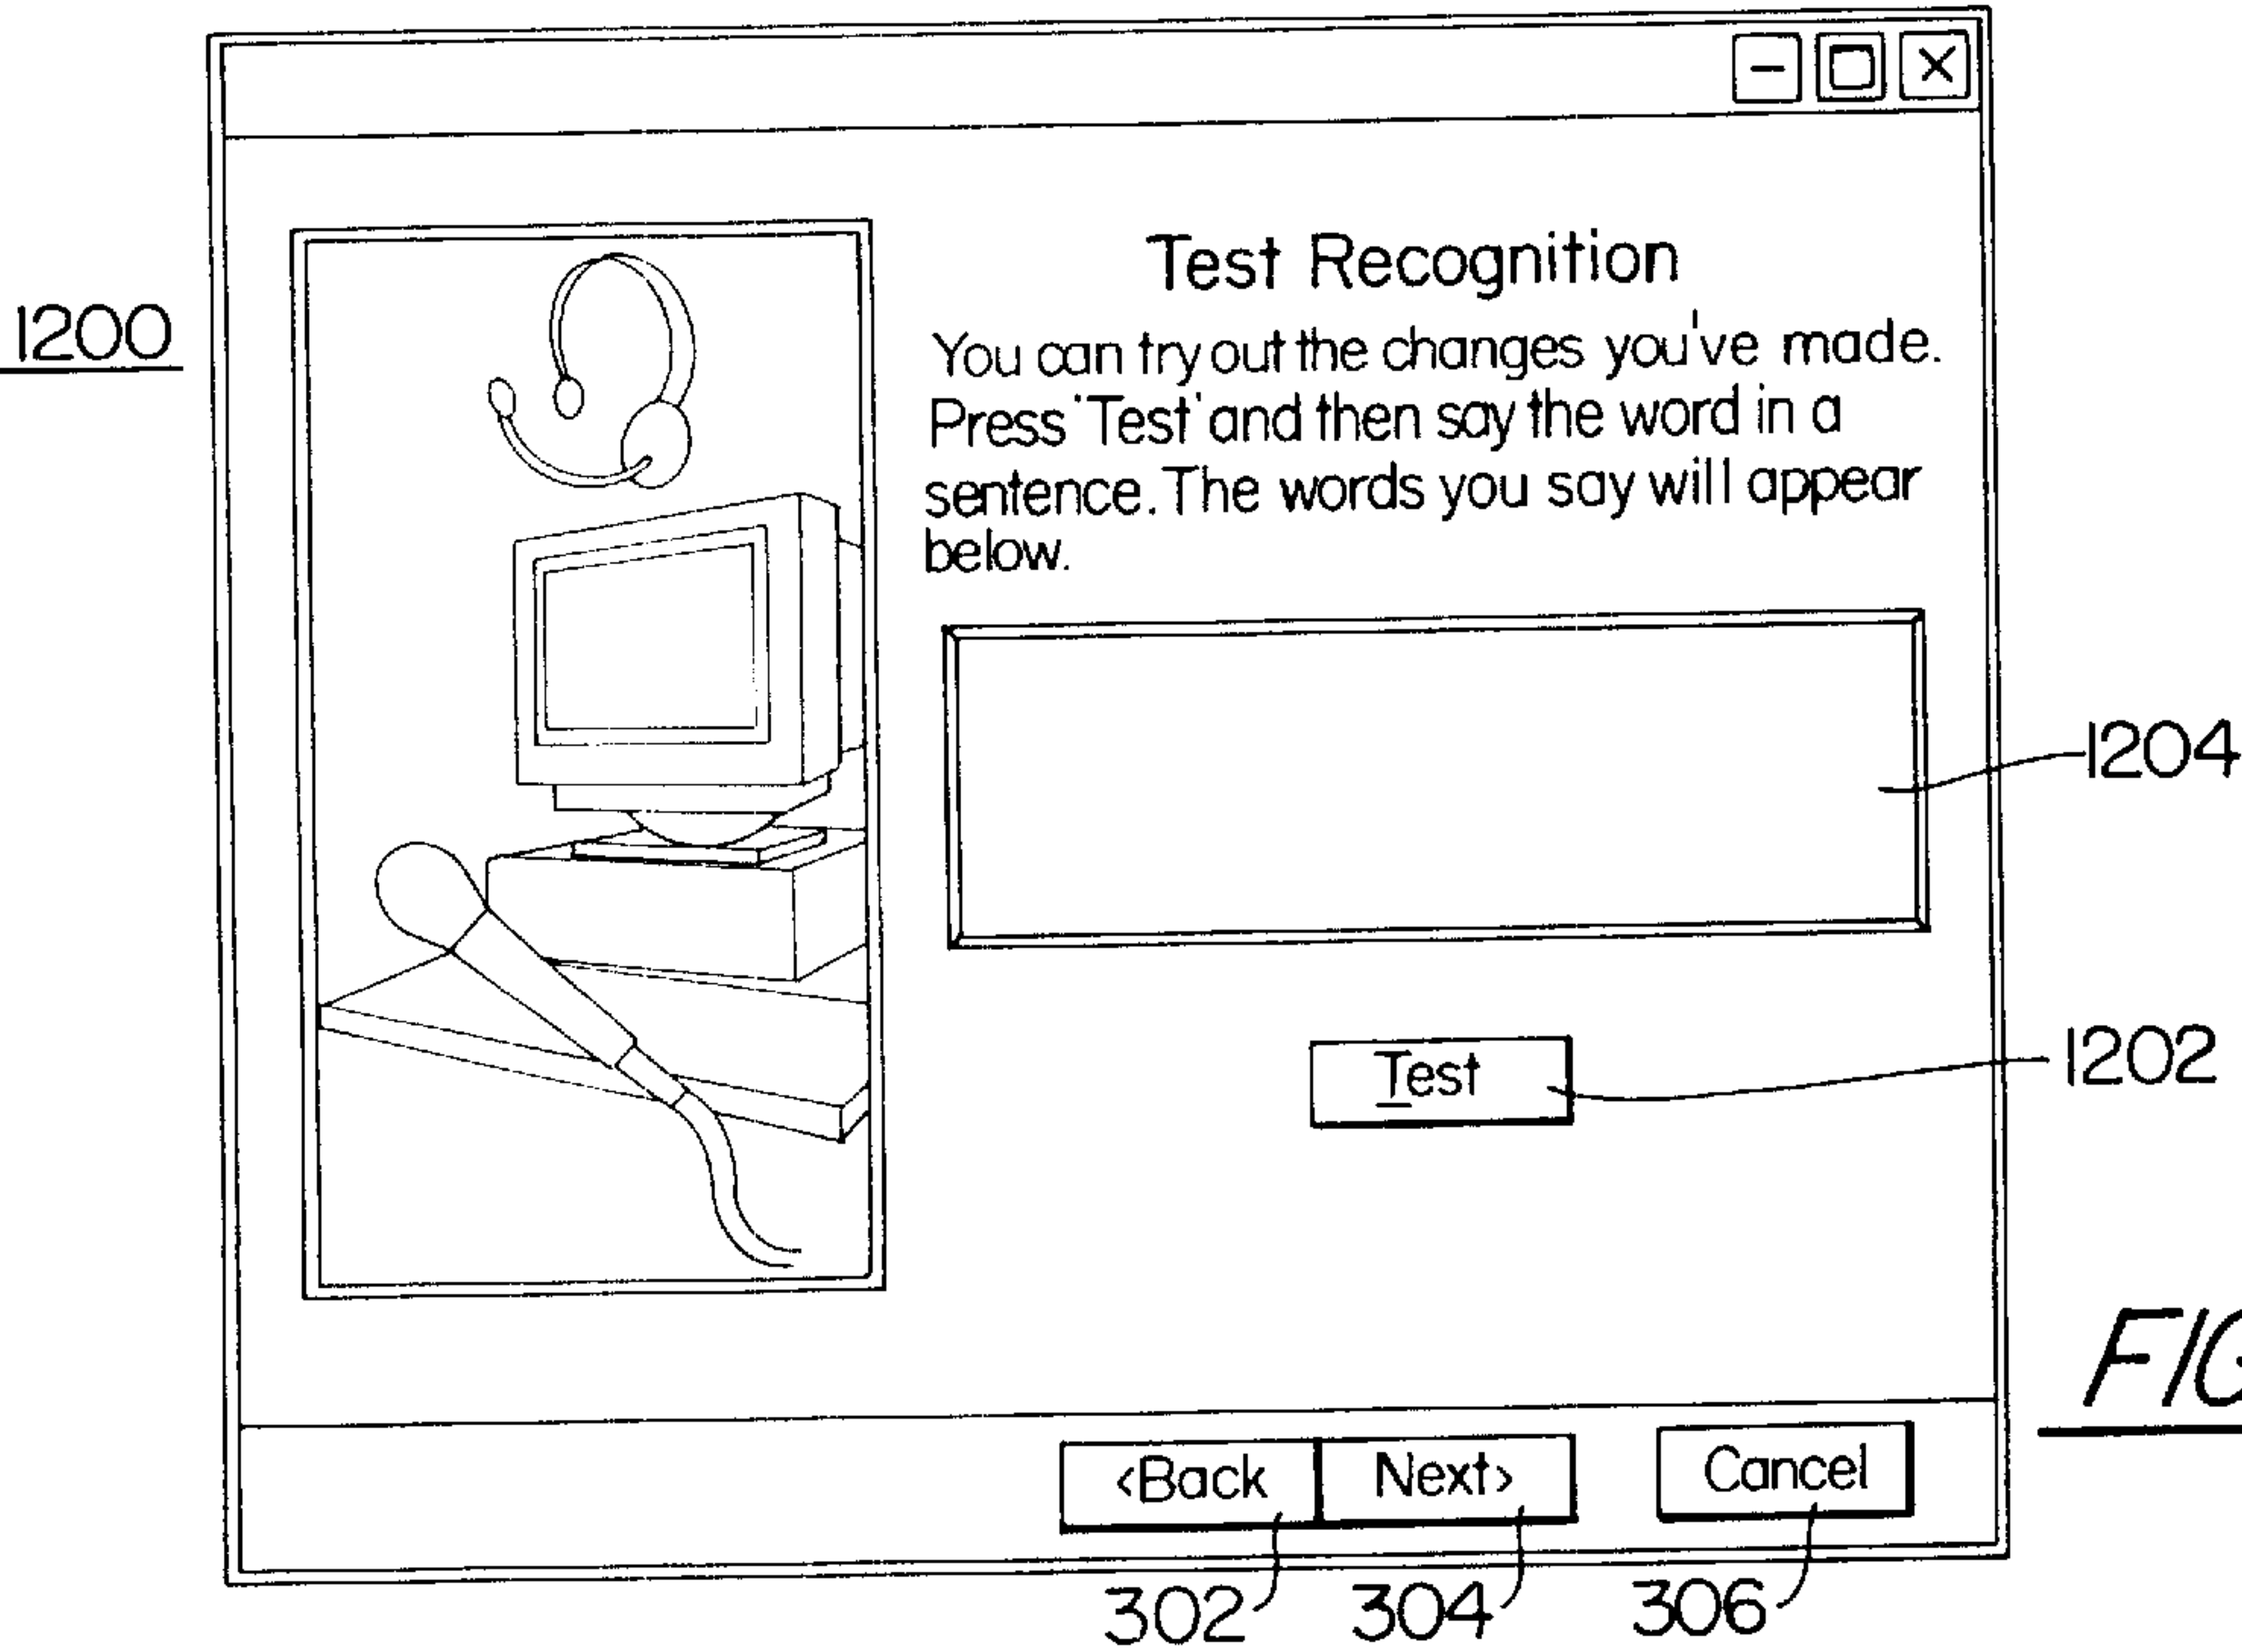 1200
Test Recognition
You can try out the changes you've made.
Press 'Test' and then say the word in a
sentence. The words you say will appear
below.
1204
Test
1202
<Back
Next>
Cancel
302
304
306